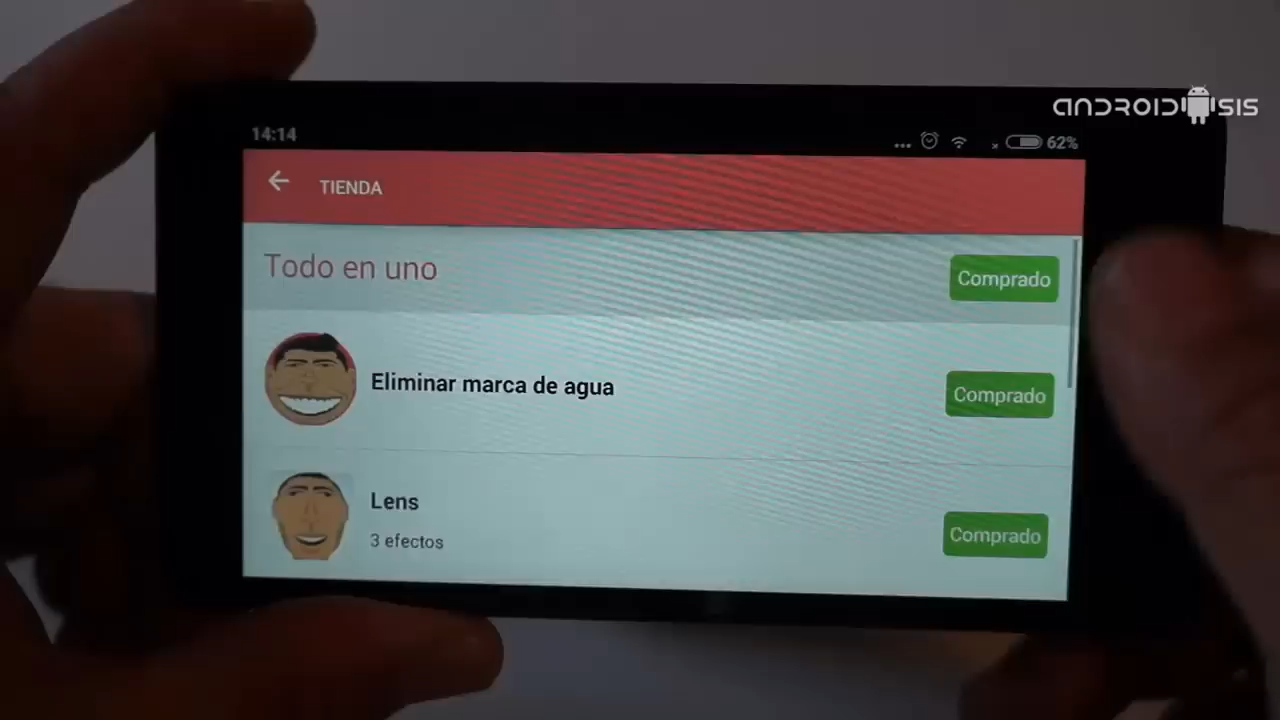 ANDROIDSIS
14:14
62%
TIENDA
Todo en uno
Comprado
Eliminar marca de agua
Comprado
Lens
3 efectos
Comprado